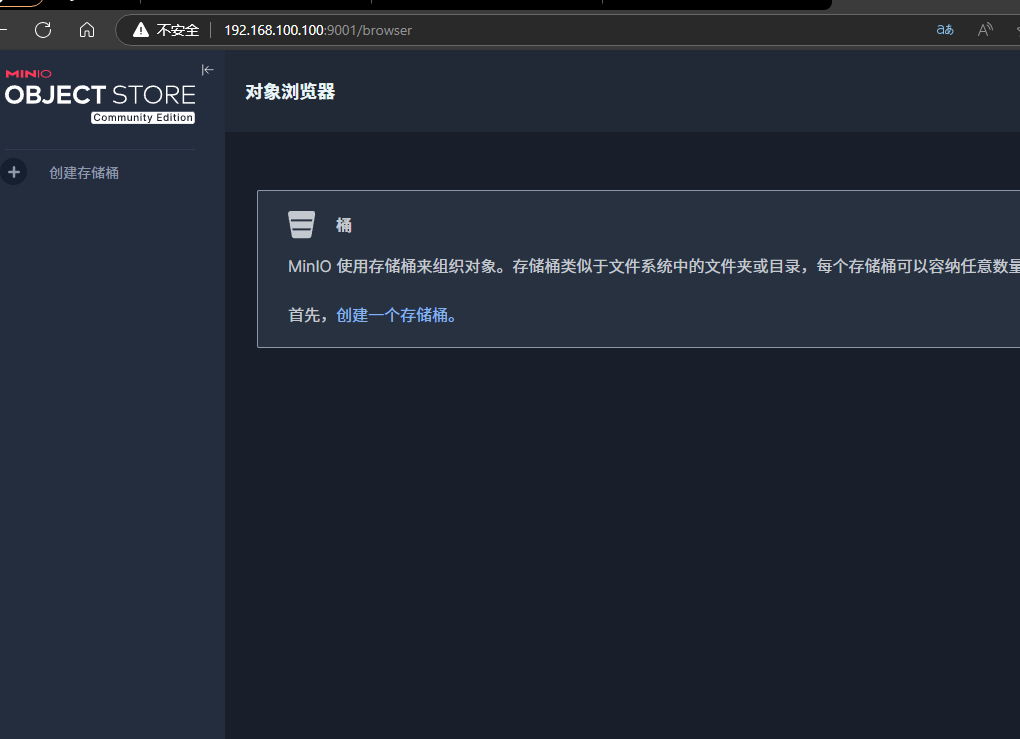 不安全 192.168.100.100:9001/browser aあ A
MINIO
OBJECT STORE
Community Edition
对象浏览器
创建存储桶
桶
MinIO 使用存储桶来组织对象。存储桶类似于文件系统中的文件夹或目录，每个存储桶可以容纳任意数量
首先，创建一个存储桶。